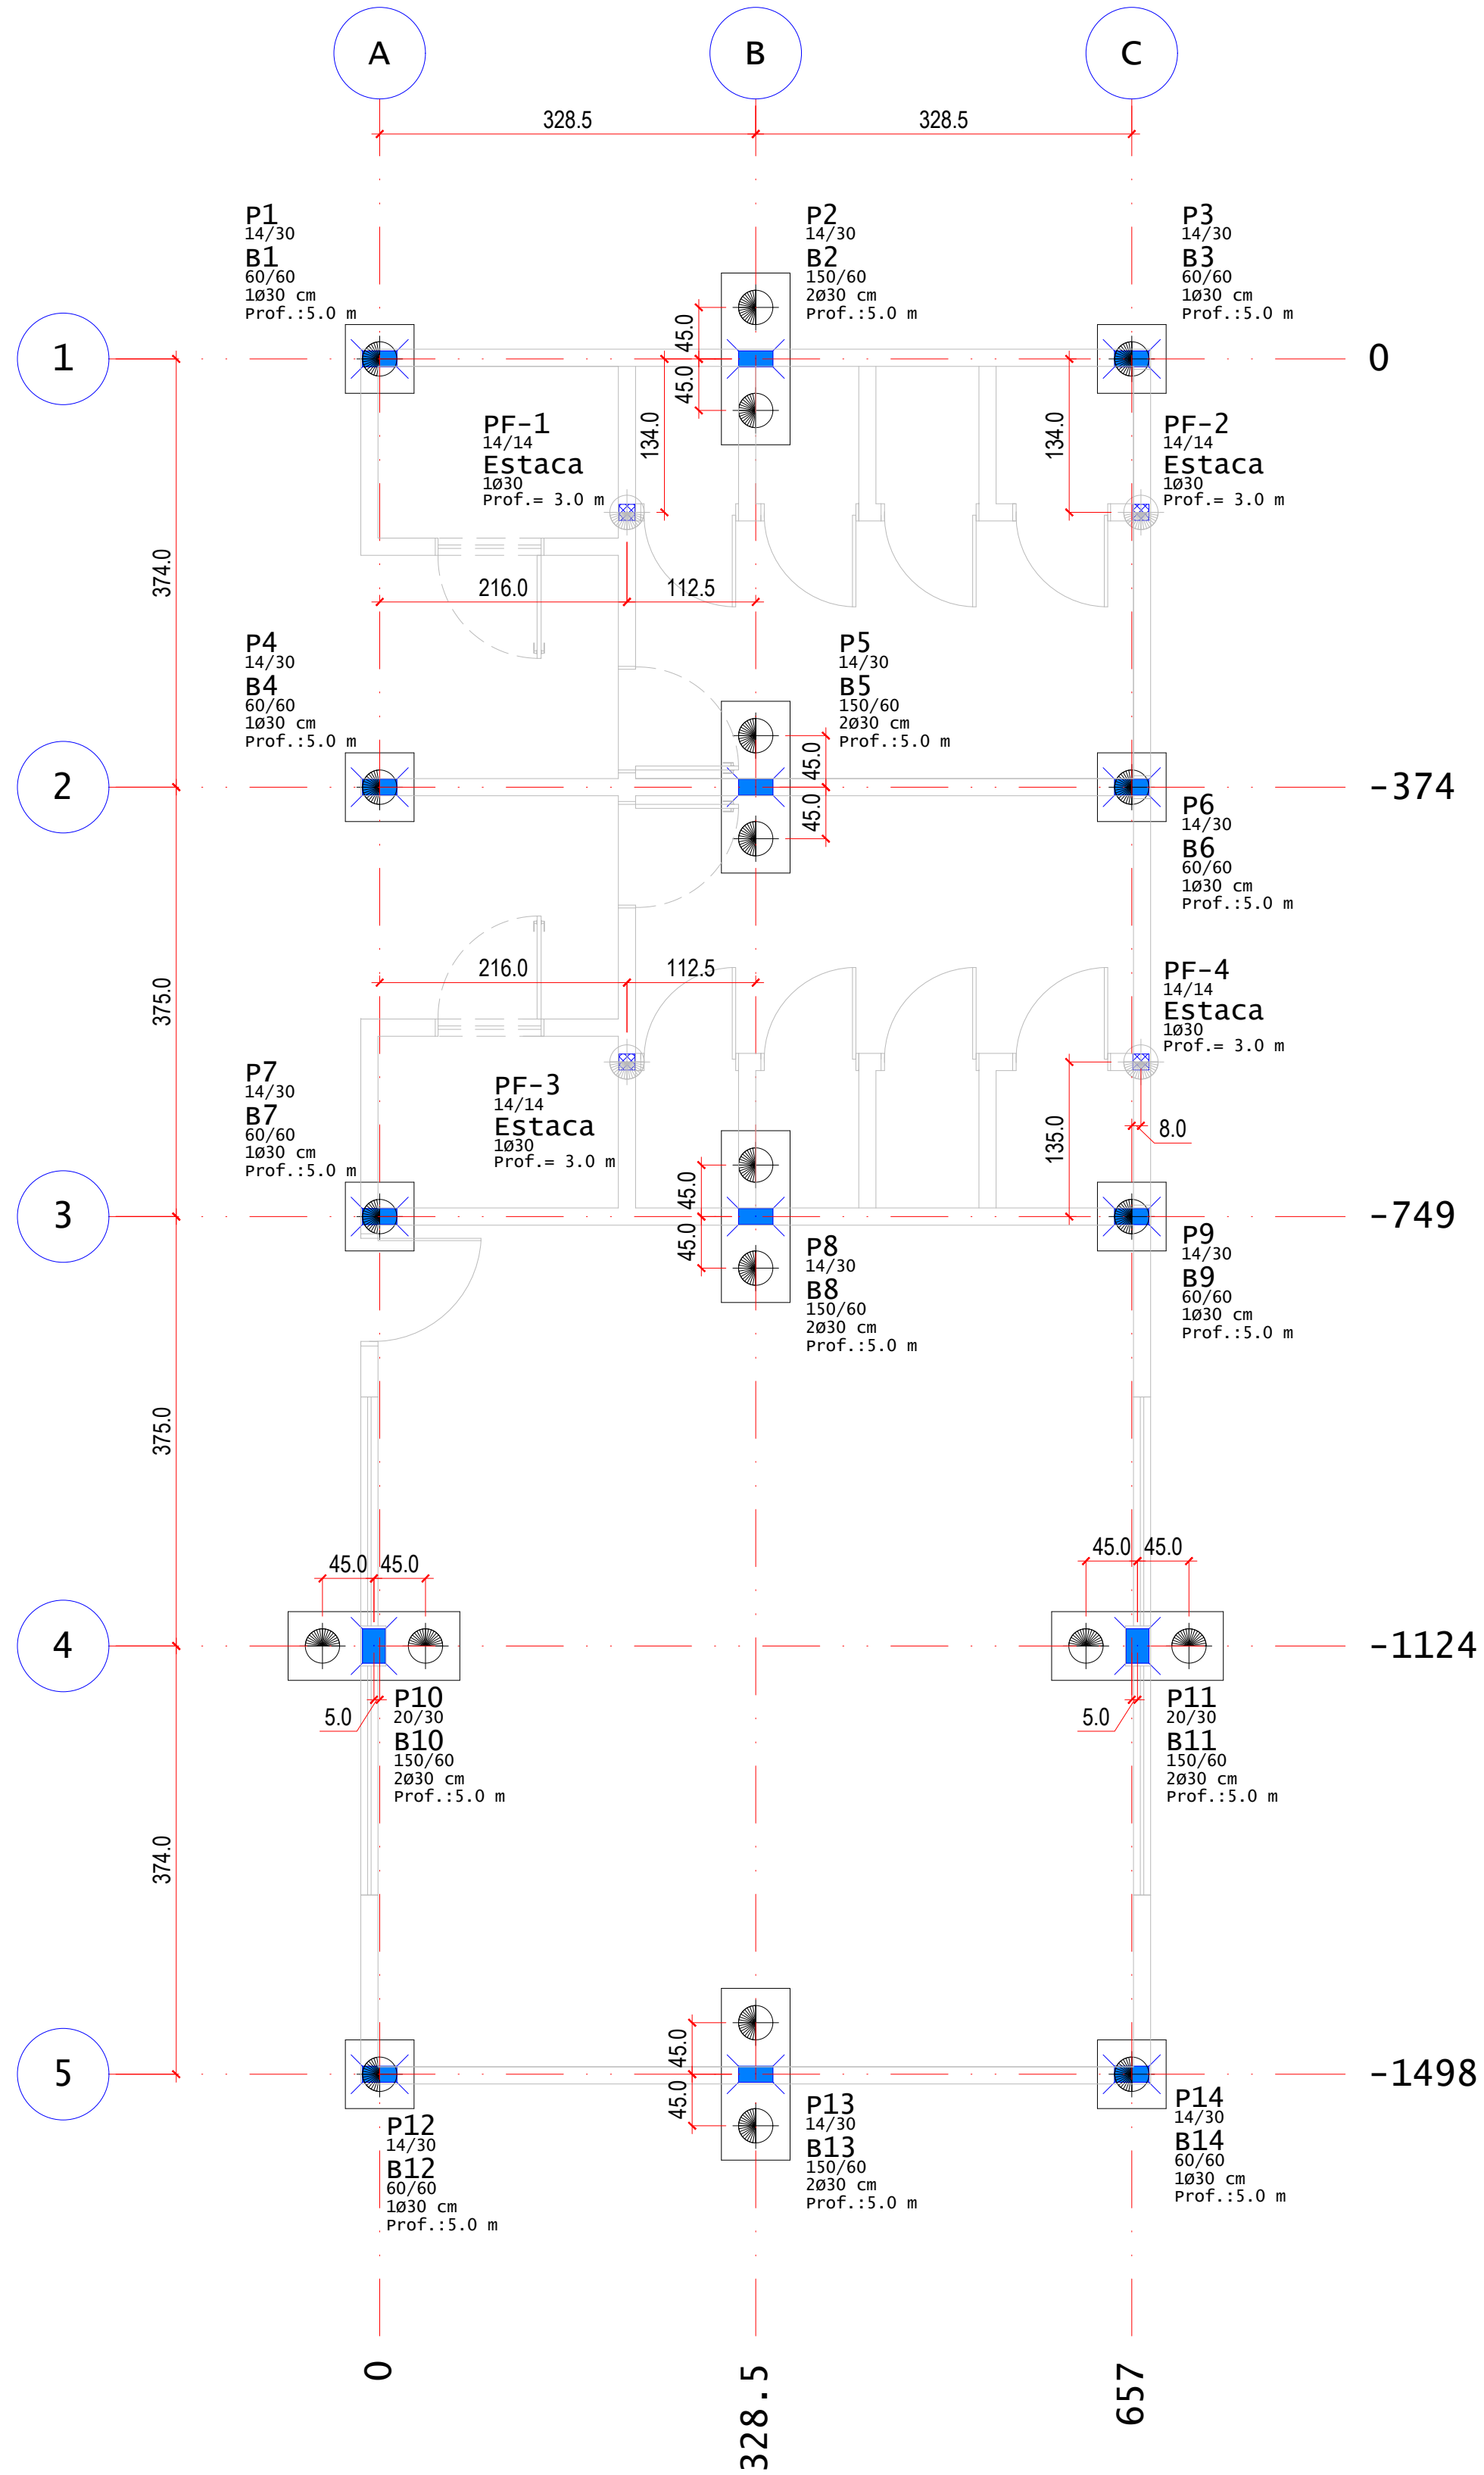 A
B
C
328.5
328.5
P1
14/30
B1
60/60
1Ø30 cm
Prof.:5.0 m
P2
14/30
B2
150/60
2Ø30 cm
Prof.:5.0 m
P3
14/30
B3
60/60
1Ø30 cm
Prof.:5.0 m
1
45.0
45.0
0
PF-1
14/14
Estaca
1Ø30
Prof.= 3.0 m
134.0
134.0
PF-2
14/14
Estaca
1Ø30
Prof.= 3.0 m
374.0
216.0
112.5
P4
14/30
B4
60/60
1Ø30 cm
Prof.:5.0 m
P5
14/30
B5
150/60
2Ø30 cm
Prof.:5.0 m
2
45.0
45.0
-374
P6
14/30
B6
60/60
1Ø30 cm
Prof.:5.0 m
375.0
216.0
112.5
PF-4
14/14
Estaca
1Ø30
Prof.= 3.0 m
P7
14/30
B7
60/60
1Ø30 cm
Prof.:5.0 m
PF-3
14/14
Estaca
1Ø30
Prof.= 3.0 m
135.0
8.0
3
45.0
45.0
-749
P8
14/30
B8
150/60
2Ø30 cm
Prof.:5.0 m
P9
14/30
B9
60/60
1Ø30 cm
Prof.:5.0 m
375.0
45.0
45.0
45.0
45.0
4
-1124
5.0
P10
20/30
B10
150/60
2Ø30 cm
Prof.:5.0 m
5.0
P11
20/30
B11
150/60
2Ø30 cm
Prof.:5.0 m
374.0
5
45.0
45.0
-1498
P12
14/30
B12
60/60
1Ø30 cm
Prof.:5.0 m
P13
14/30
B13
150/60
2Ø30 cm
Prof.:5.0 m
P14
14/30
B14
60/60
1Ø30 cm
Prof.:5.0 m
0
328.5
657